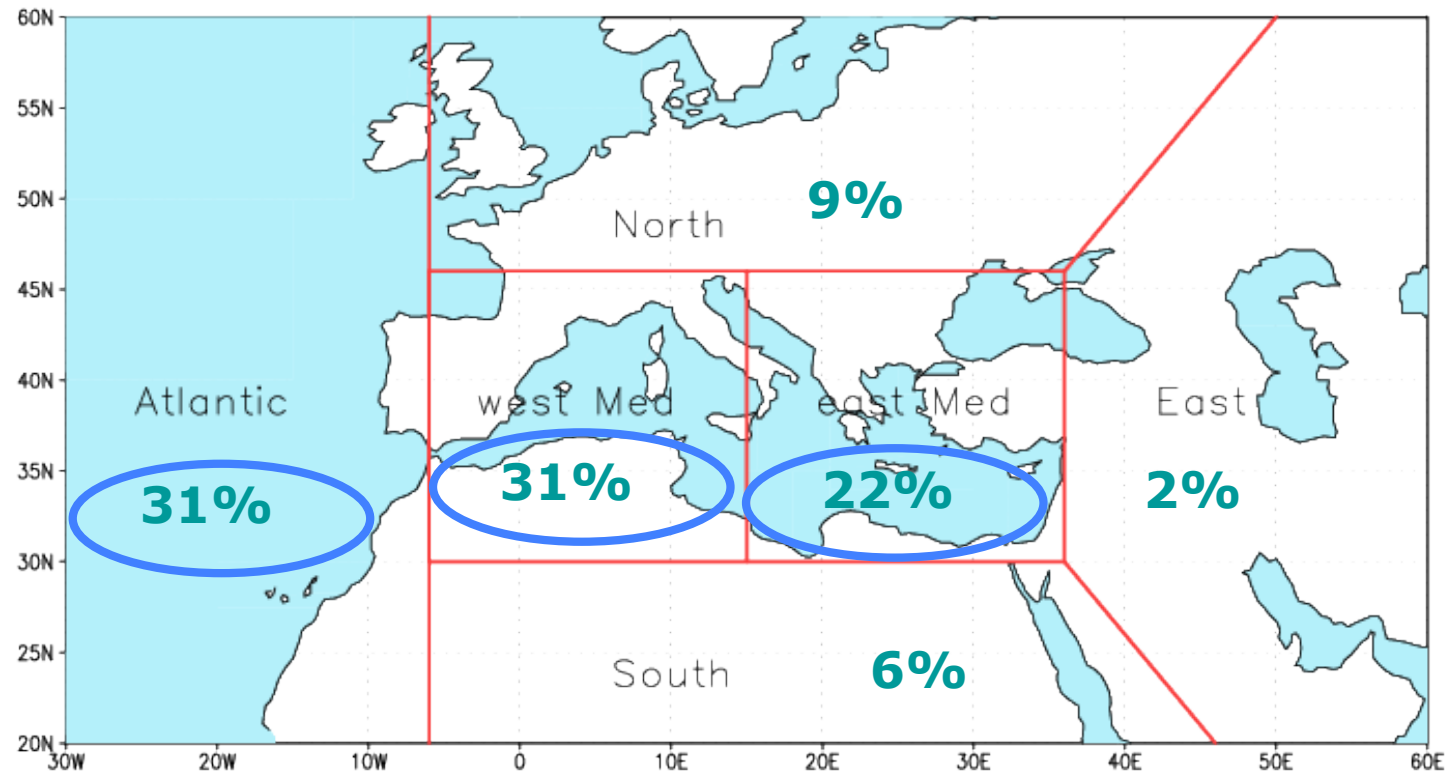 60N
55N
9%
50N
North
45N
40N
Atlantic
west Med
east Med
East
35N
31%
31%
22%
2%
30N
25N
South
6%
20N
30W
20W
10W
0
10E
20E
30E
40E
50E
60E